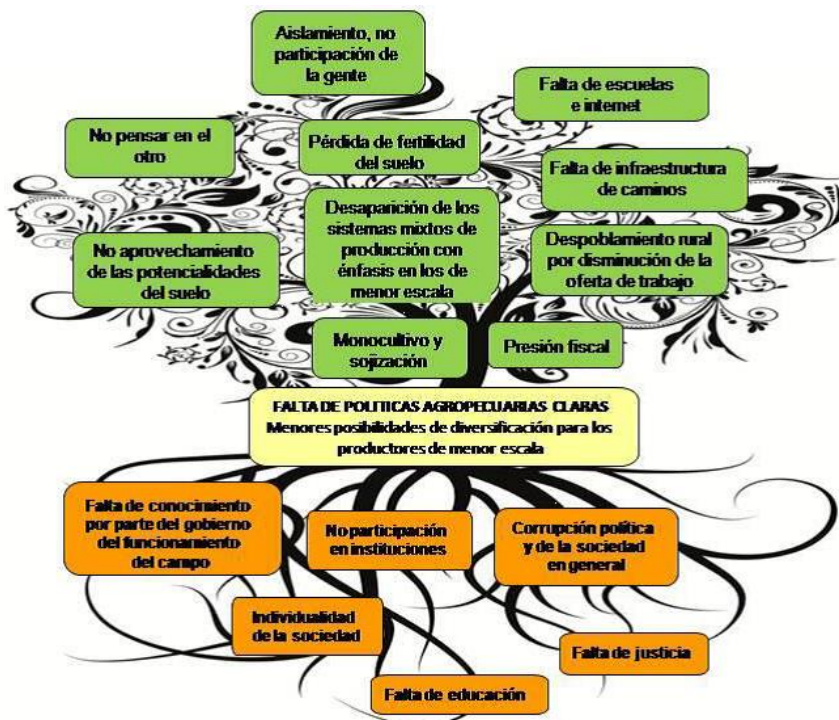 Aislamiento, no
participación de
la gente
Falta de escuelas
e internet
No pensar en el
otro
Pérdida de fertilidad
del suelo
Falta de infraestructura
de caminos
No aprovechamiento
de las potencialidades
del suelo
Desaparición de los
sistemas mixtos de
producción con
énfasis en los de
menor escala
Despoblamiento rural
por disminución de la
oferta de trabajo
Monocultivo y
sojización
Presión fiscal
FALTA DE POLITICAS AGROPECUARIAS CLARAS
Menores posibilidades de diversificación para los
productores de menor escala
Falta de conocimiento
por parte del gobierno
del funcionamiento
del campo
No participación
en instituciones
Corrupción política
y de la sociedad
en general
Individualidad
de la sociedad
Falta de justicia
Falta de educación